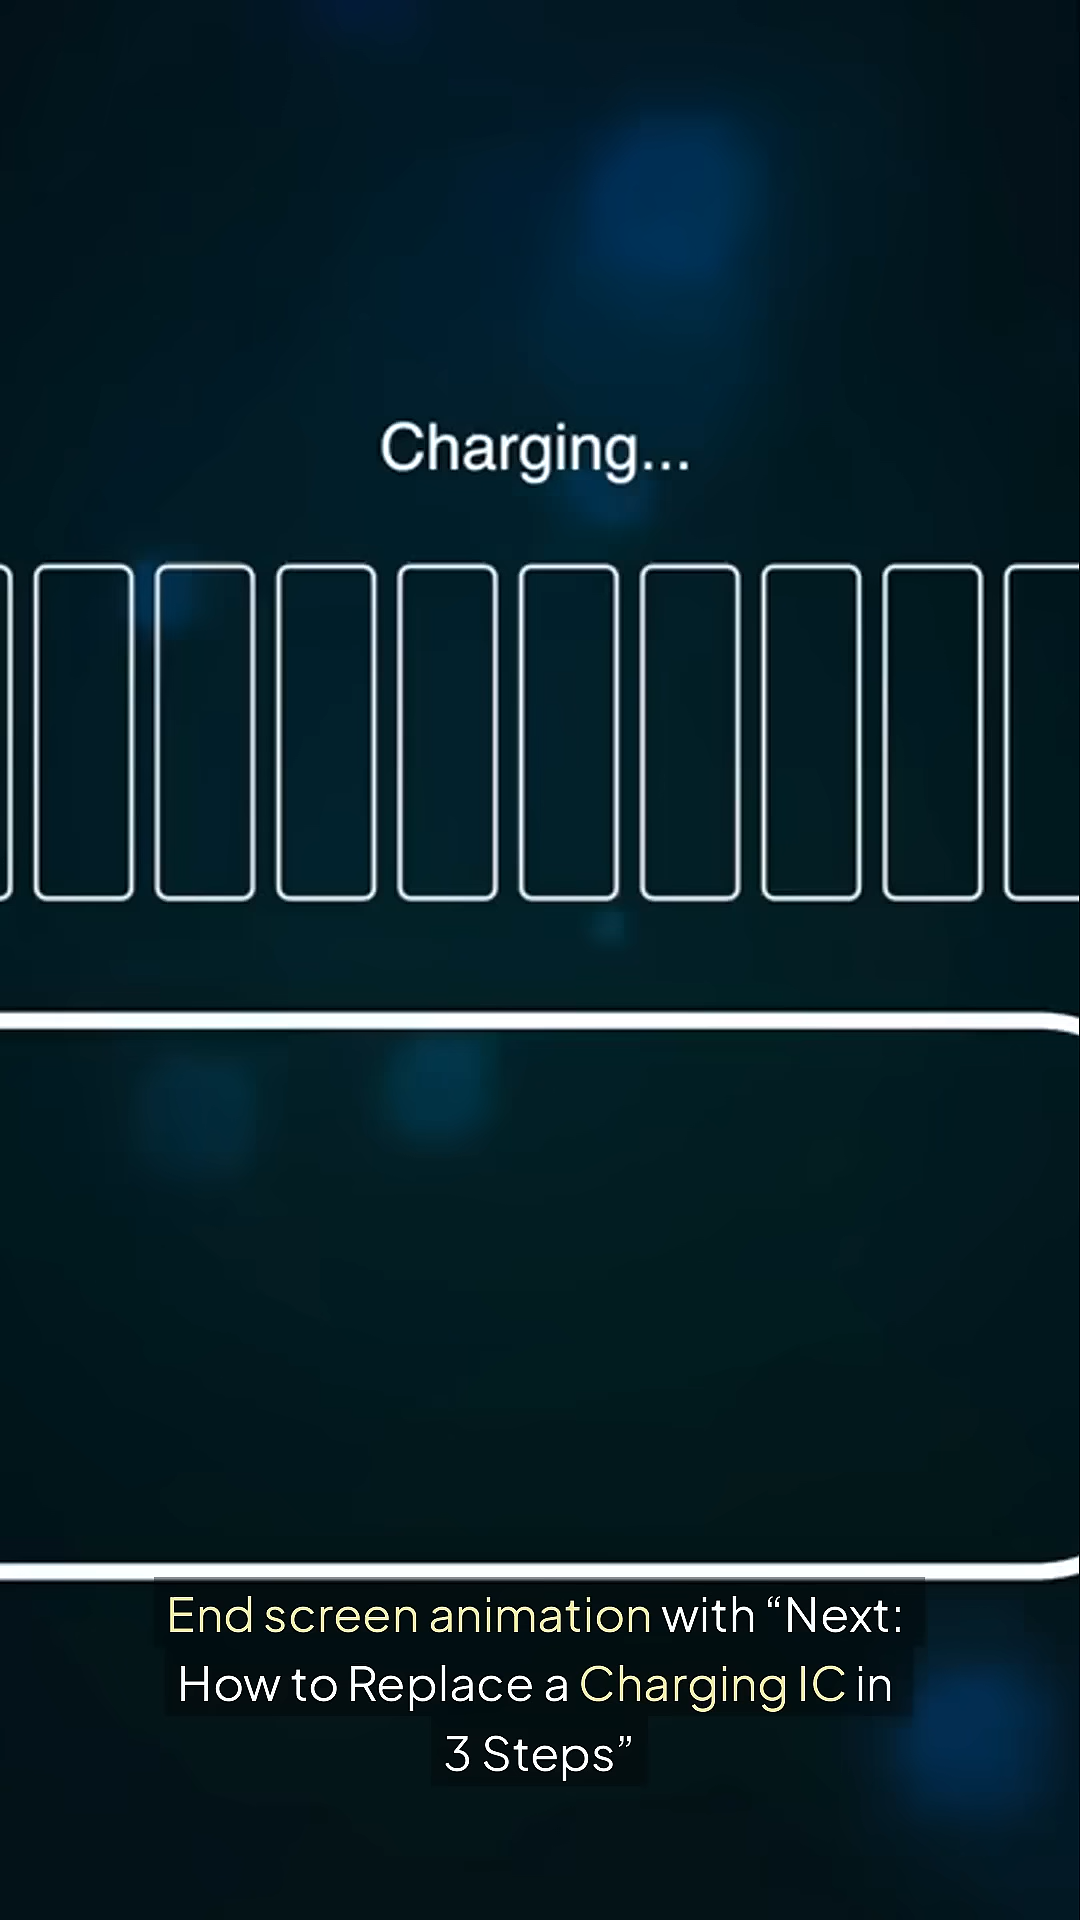 Charging...
End screen animation with “Next:
How to Replace a Charging IC in
3 Steps”